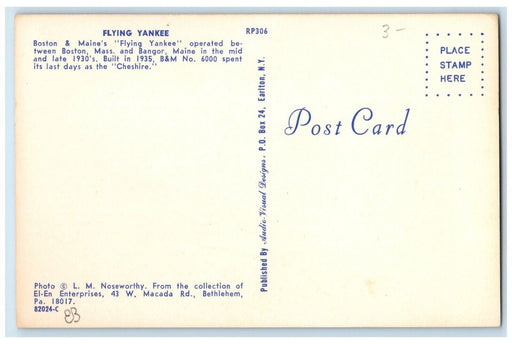 FLYING YANKEE
RP306
3-
Boston & Maine's "Flying Yankee" operated be-
tween Boston, Mass. and Bangor, Maine in the mid
and late 1930's. Built in 1935, B&M No. 6000 spent
its last days as the "Cheshire."
PLACE
STAMP
HERE
Post Card
Published By Audio-Visual Designs, P.O. Box 24, Earlton, N.Y.
Photo © L. M. Noseworthy. From the collection of
El-En Enterprises, 43 W. Macada Rd., Bethlehem,
Pa. 18017.
82024-C